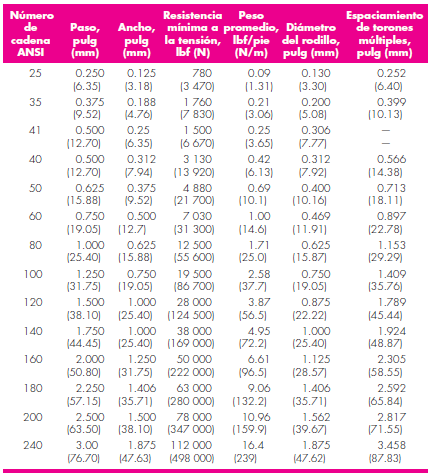 Número Resistencia Peso Espaciamiento
de Paso, Ancho, mínima a promedio, Diámetro de torones
cadena pulg pulg la tensión, lbf/pie del rodillo, múltiples,
ANSI (mm) (mm) lbf (N) (N/m) pulg (mm) pulg (mm)
25 0.250 0.125 780 0.09 0.130 0.252
(6.35) (3.18) (3 470) (1.31) (3.30) (6.40)
35 0.375 0.188 1 760 0.21 0.200 0.399
(9.52) (4.76) (7 830) (3.06) (5.08) (10.13)
41 0.500 0.25 1 500 0.25 0.306 —
(12.70) (6.35) (6 670) (3.65) (7.77) —
40 0.500 0.312 3 130 0.42 0.312 0.566
(12.70) (7.94) (13 920) (6.13) (7.92) (14.38)
50 0.625 0.375 4 880 0.69 0.400 0.713
(15.88) (9.52) (21 700) (10.1) (10.16) (18.11)
60 0.750 0.500 7 030 1.00 0.469 0.897
(19.05) (12.7) (31 300) (14.6) (11.91) (22.78)
80 1.000 0.625 12 500 1.71 0.625 1.153
(25.40) (15.88) (55 600) (25.0) (15.87) (29.29)
100 1.250 0.750 19 500 2.58 0.750 1.409
(31.75) (19.05) (86 700) (37.7) (19.05) (35.76)
120 1.500 1.000 28 000 3.87 0.875 1.789
(38.10) (25.40) (124 500) (56.5) (22.22) (45.44)
140 1.750 1.000 38 000 4.95 1.000 1.924
(44.45) (25.40) (169 000) (72.2) (25.40) (48.87)
160 2.000 1.250 50 000 6.61 1.125 2.305
(50.80) (31.75) (222 000) (96.5) (28.57) (58.55)
180 2.250 1.406 63 000 9.06 1.406 2.592
(57.15) (35.71) (280 000) (132.2) (35.71) (65.84)
200 2.500 1.500 78 000 10.96 1.562 2.817
(63.50) (38.10) (347 000) (159.9) (39.67) (71.55)
240 3.00 1.875 112 000 16.4 1.875 3.458
(76.70) (47.63) (498 000) (239) (47.62) (87.83)